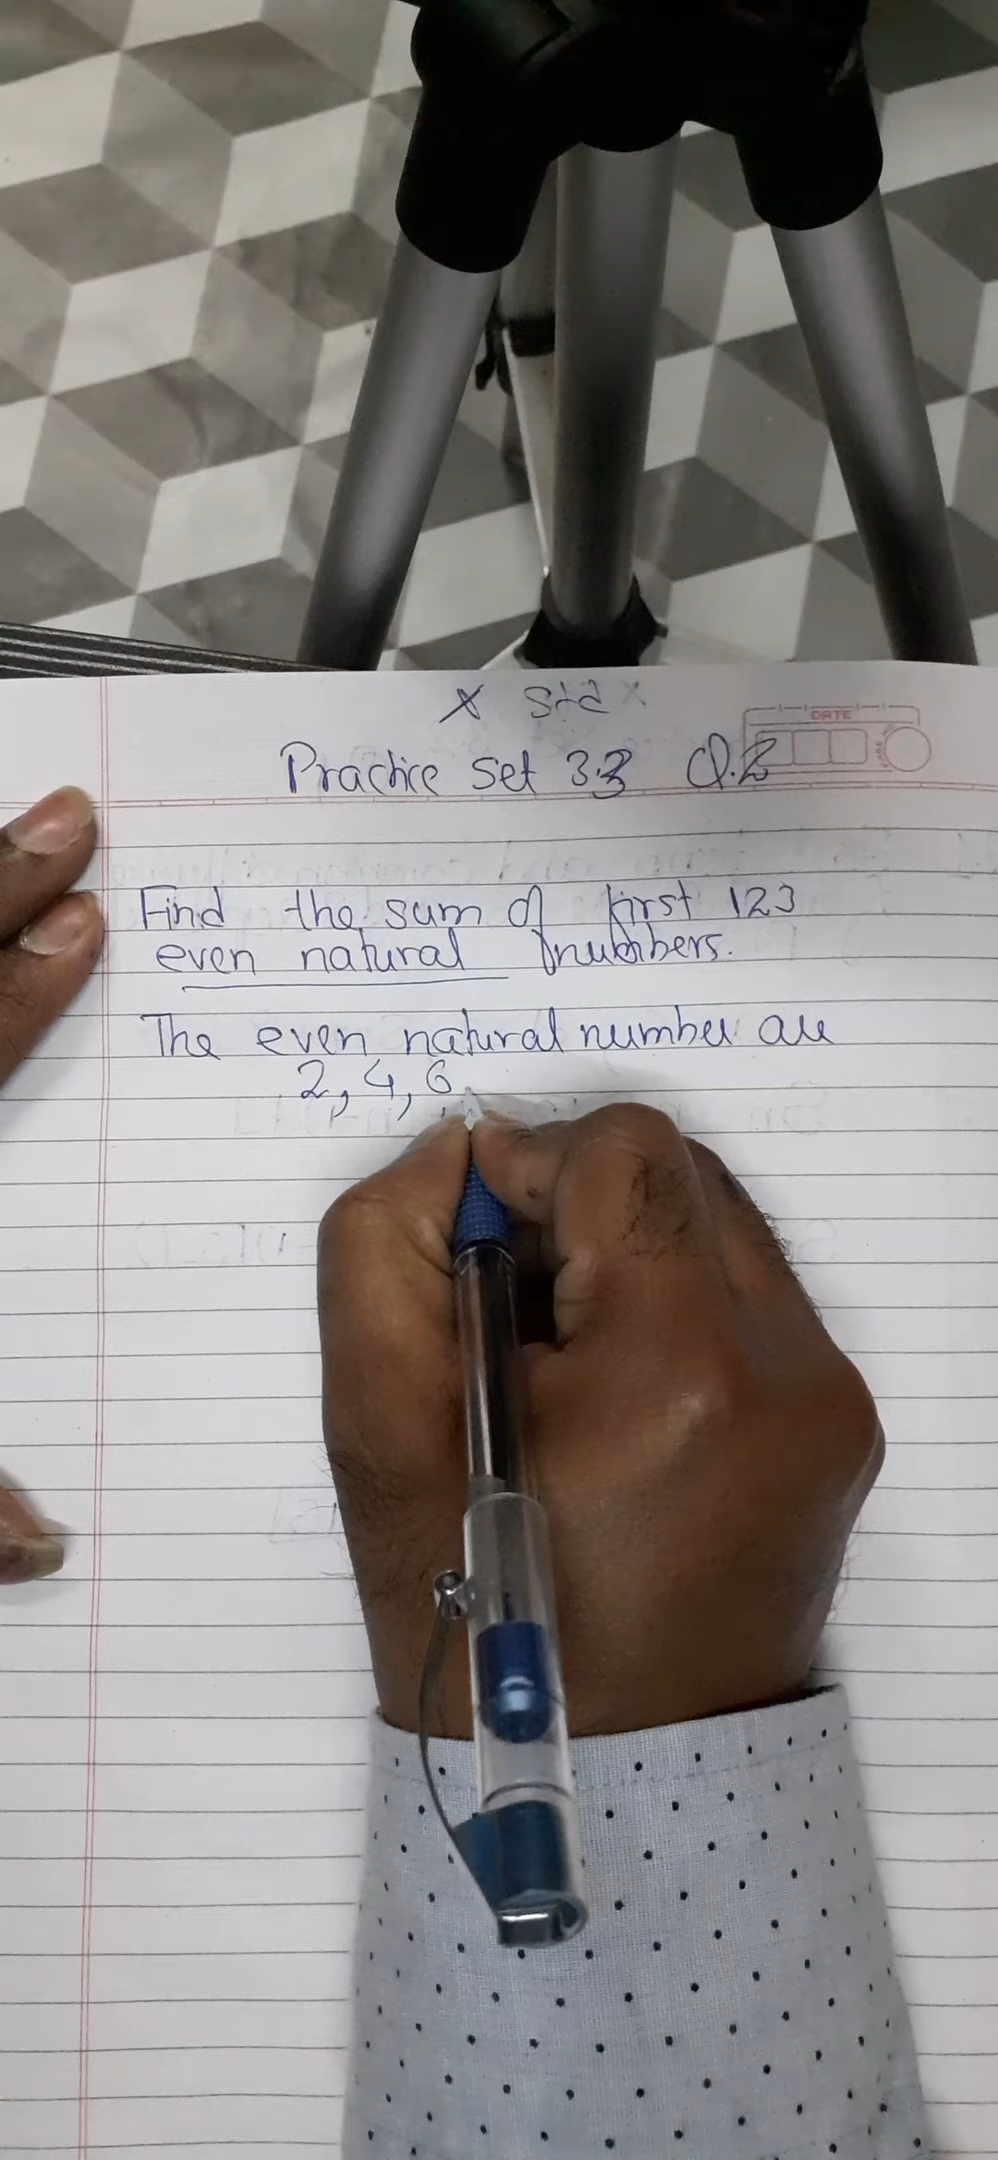 X Std
Practice Set 3.3 Q.2
DATE
Find the sum of first 123
even natural numbers.
The even natural number are
2, 4, 6,